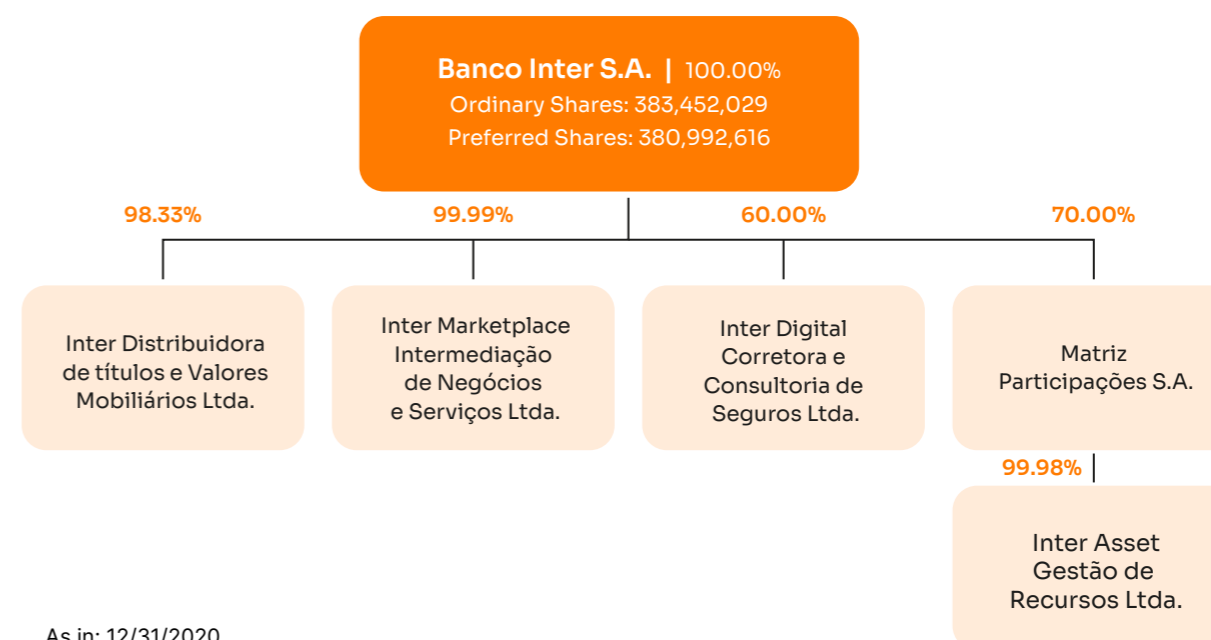 Banco Inter S.A. | 100.00%
Ordinary Shares: 383,452,029
Preferred Shares: 380,992,616
98.33%
99.99%
60.00%
70.00%
Inter Distribuidora
de títulos e Valores
Mobiliários Ltda.
Inter Marketplace
Intermediação
de Negócios
e Serviços Ltda.
Inter Digital
Corretora e
Consultoria de
Seguros Ltda.
Matriz
Participações S.A.
99.98%
Inter Asset
Gestão de
Recursos Ltda.
As in: 12/31/2020